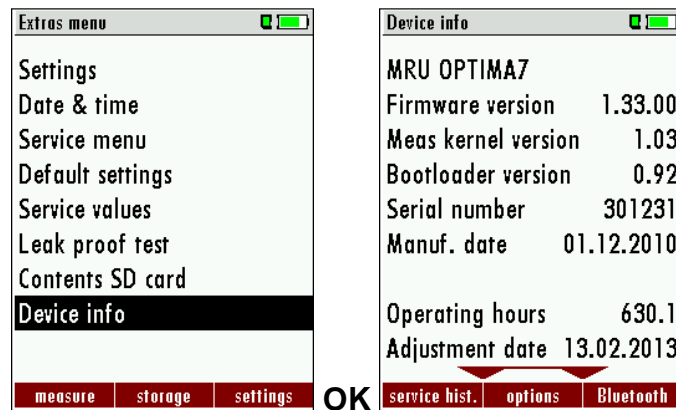 Extras menu
Settings
Date & time
Service menu
Default settings
Service values
Leak proof test
Contents SD card
Device info
measure storage settings
OK
Device info
MRU OPTIMA7
Firmware version 1.33.00
Meas kernel version 1.03
Bootloader version 0.92
Serial number 301231
Manuf. date 01.12.2010
Operating hours 630.1
Adjustment date 13.02.2013
service hist. options Bluetooth